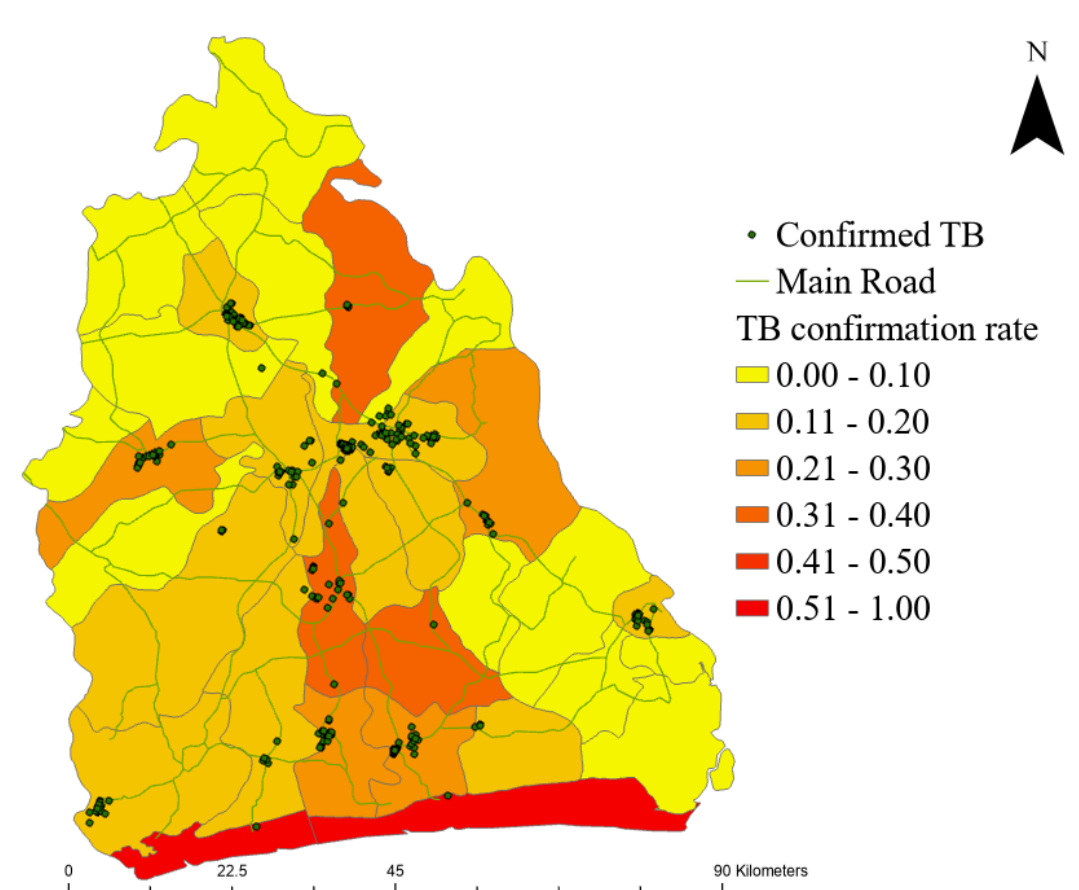 N
Confirmed TB
Main Road
TB confirmation rate
0.00 - 0.10
0.11 - 0.20
0.21 - 0.30
0.31 - 0.40
0.41 - 0.50
0.51 - 1.00
0 22.5 45 90 Kilometers